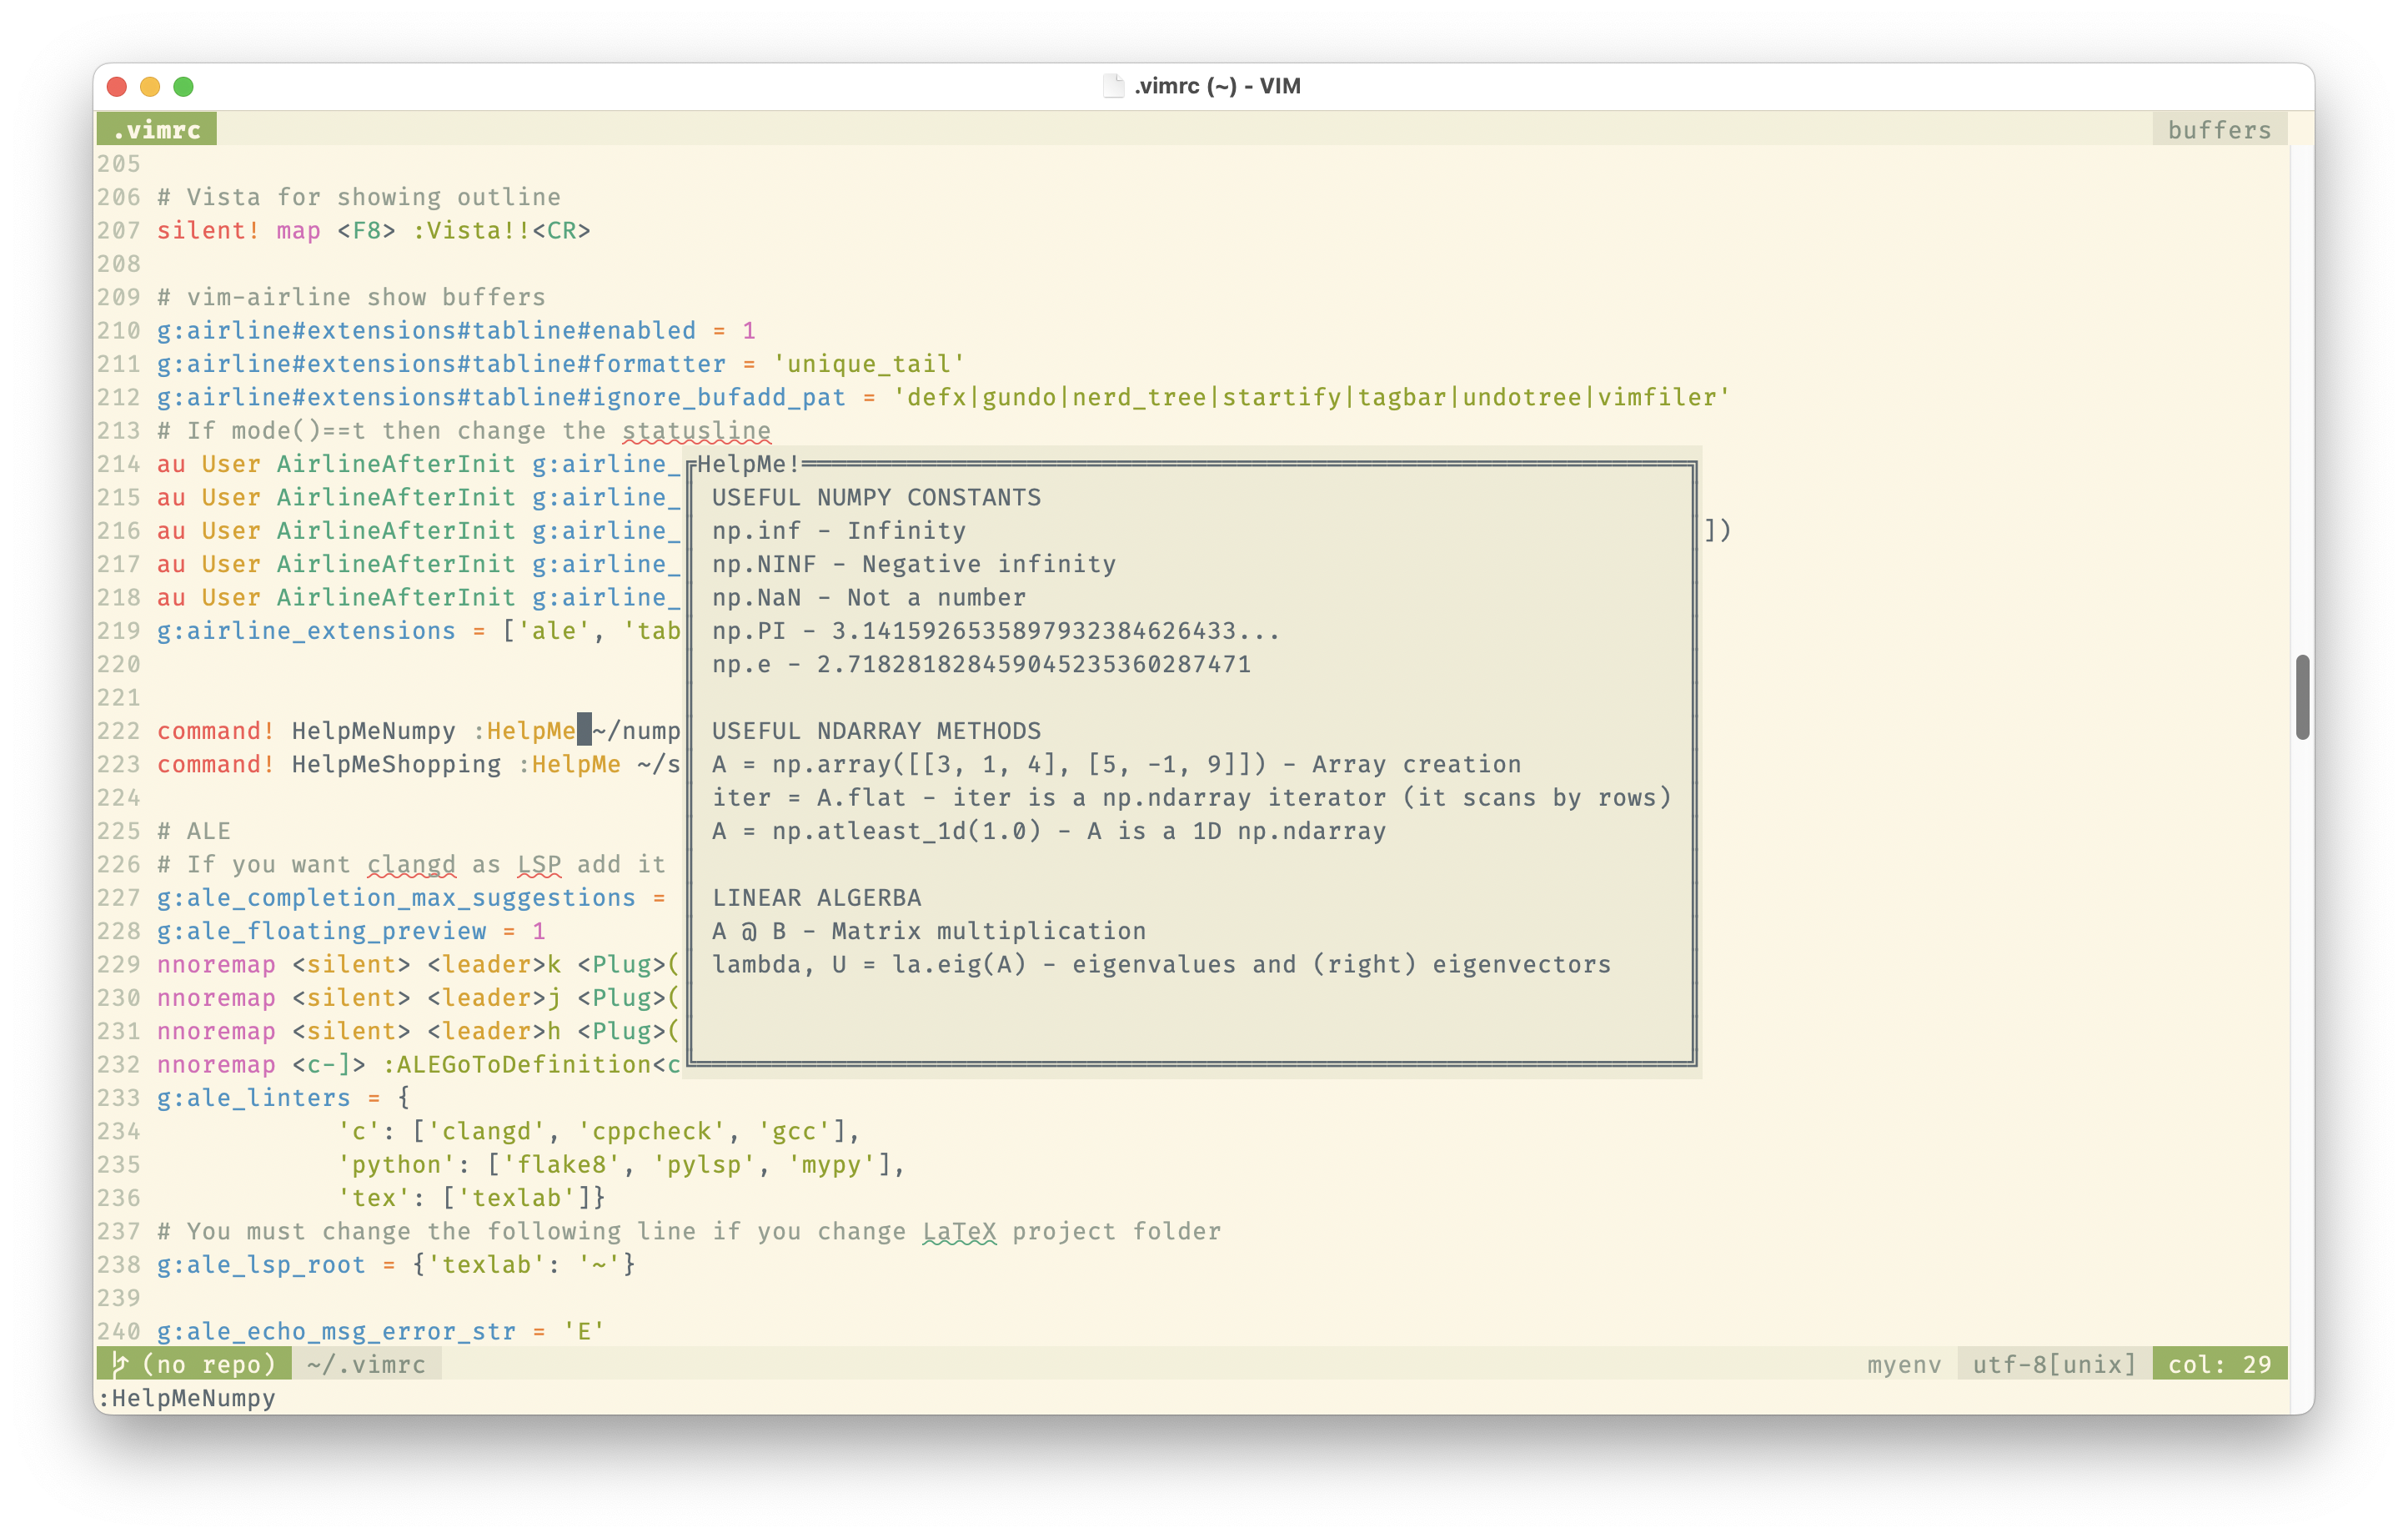 .vimrc (~) - VIM
.vimrc buffers
205
206 # Vista for showing outline
207 silent! map <F8> :Vista!!<CR>
208
209 # vim-airline show buffers
210 g:airline#extensions#tabline#enabled = 1
211 g:airline#extensions#tabline#formatter = 'unique_tail'
212 g:airline#extensions#tabline#ignore_bufadd_pat = 'defx|gundo|nerd_tree|startify|tagbar|undotree|vimfiler'
213 # If mode()==t then change the statusline
214 au User AirlineAfterInit g:airline_
215 au User AirlineAfterInit g:airline_
216 au User AirlineAfterInit g:airline_ ])
217 au User AirlineAfterInit g:airline_
218 au User AirlineAfterInit g:airline_
219 g:airline_extensions = ['ale', 'tab
220
221
222 command! HelpMeNumpy :HelpMe ~/nump
223 command! HelpMeShopping :HelpMe ~/s
224
225 # ALE
226 # If you want clangd as LSP add it
227 g:ale_completion_max_suggestions =
228 g:ale_floating_preview = 1
229 nnoremap <silent> <leader>k <Plug>(
230 nnoremap <silent> <leader>j <Plug>(
231 nnoremap <silent> <leader>h <Plug>(
232 nnoremap <c-]> :ALEGoToDefinition<c
233 g:ale_linters = {
234 'c': ['clangd', 'cppcheck', 'gcc'],
235 'python': ['flake8', 'pylsp', 'mypy'],
236 'tex': ['texlab']}
237 # You must change the following line if you change LaTeX project folder
238 g:ale_lsp_root = {'texlab': '~'}
239
240 g:ale_echo_msg_error_str = 'E'
HelpMe!
USEFUL NUMPY CONSTANTS
np.inf - Infinity
np.NINF - Negative infinity
np.NaN - Not a number
np.PI - 3.1415926535897932384626433...
np.e - 2.718281828459045235360287471
USEFUL NDARRAY METHODS
A = np.array([[3, 1, 4], [5, -1, 9]]) - Array creation
iter = A.flat - iter is a np.ndarray iterator (it scans by rows)
A = np.atleast_1d(1.0) - A is a 1D np.ndarray
LINEAR ALGERBA
A @ B - Matrix multiplication
lambda, U = la.eig(A) - eigenvalues and (right) eigenvectors
(no repo) ~/.vimrc myenv utf-8[unix] col: 29
:HelpMeNumpy